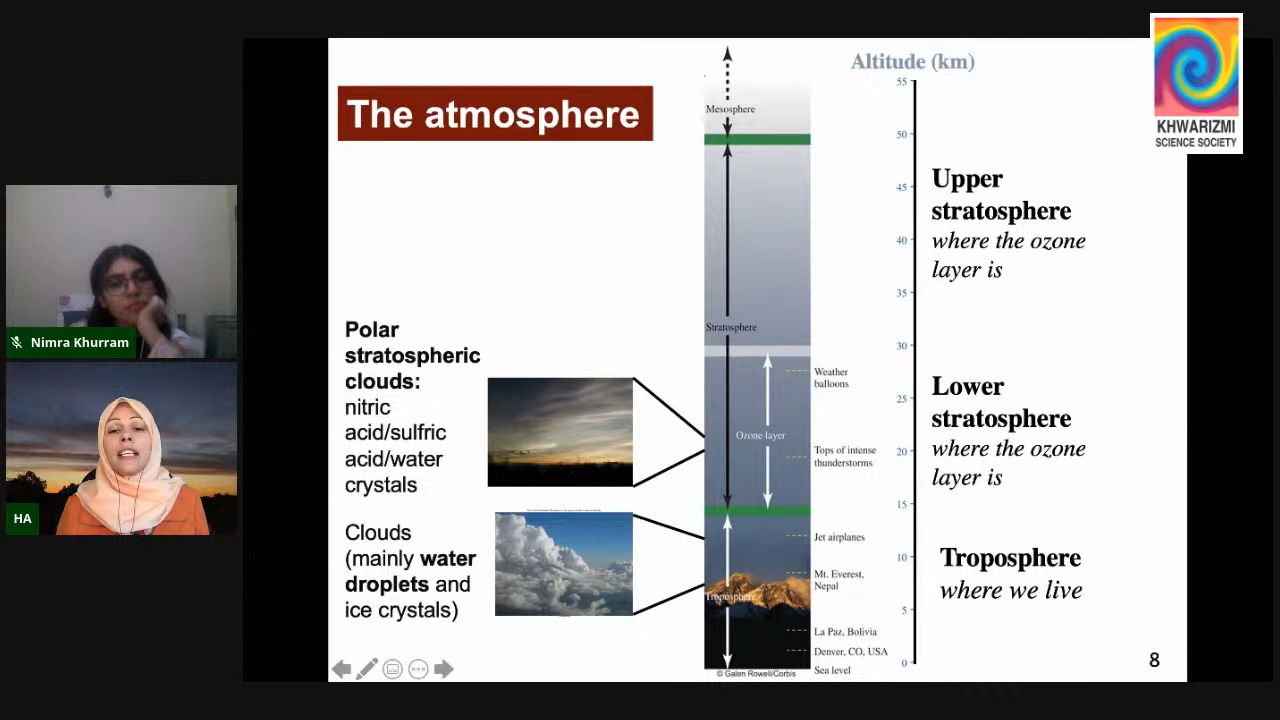 The atmosphere
Altitude (km)
KHWARIZMI
SCIENCE SOCIETY
Mesosphere
55
50
45
40
35
30
25
20
15
10
5
0
Upper
stratosphere
where the ozone
layer is
Stratosphere
Weather
balloons
Ozone layer
Tops of intense
thunderstorms
Lower
stratosphere
where the ozone
layer is
Polar
stratospheric
clouds:
nitric
acid/sulfric
acid/water
crystals
Clouds
(mainly water
droplets and
ice crystals)
Jet airplanes
Mt. Everest,
Nepal
Troposphere
La Paz, Bolivia
Denver, CO, USA
Sea level
Troposphere
where we live
© Galen Rowell/Corbis
8
Nimra Khurram
HA